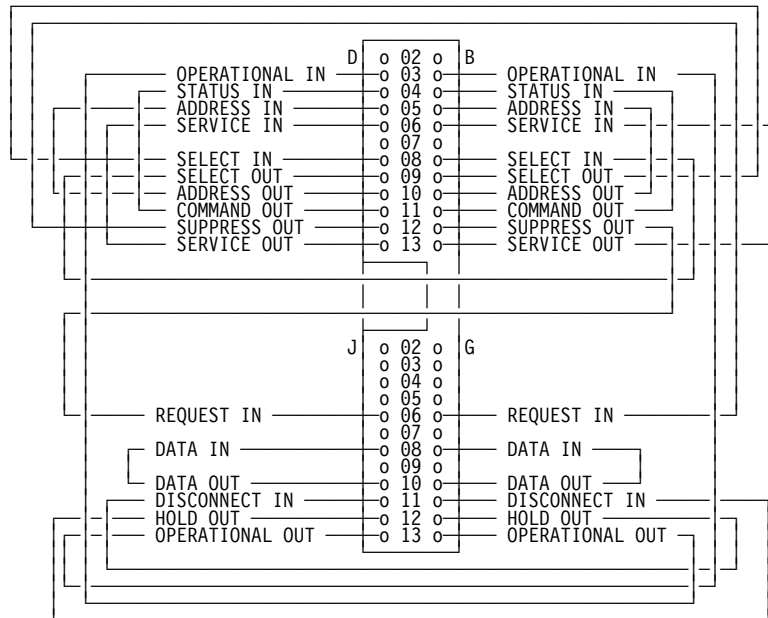 D o 02 o B
OPERATIONAL IN o 03 o OPERATIONAL IN
STATUS IN o 04 o STATUS IN
ADDRESS IN o 05 o ADDRESS IN
SERVICE IN o 06 o SERVICE IN
o 07 o
SELECT IN o 08 o SELECT IN
SELECT OUT o 09 o SELECT OUT
ADDRESS OUT o 10 o ADDRESS OUT
COMMAND OUT o 11 o COMMAND OUT
SUPPRESS OUT o 12 o SUPPRESS OUT
SERVICE OUT o 13 o SERVICE OUT
J o 02 o G
o 03 o
o 04 o
o 05 o
REQUEST IN o 06 o REQUEST IN
o 07 o
DATA IN o 08 o DATA IN
o 09 o
DATA OUT o 10 o DATA OUT
DISCONNECT IN o 11 o DISCONNECT IN
HOLD OUT o 12 o HOLD OUT
OPERATIONAL OUT o 13 o OPERATIONAL OUT